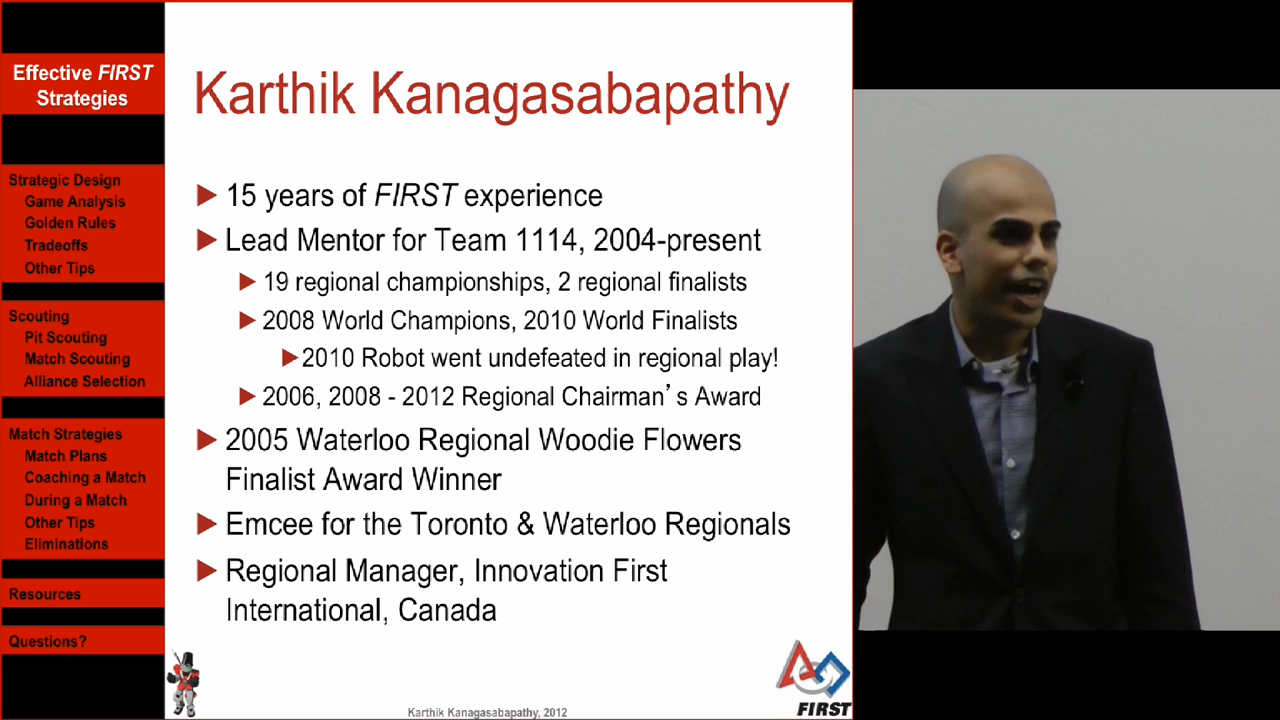 Effective FIRST
Strategies
Strategic Design
Game Analysis
Golden Rules
Tradeoffs
Other Tips
Scouting
Pit Scouting
Match Scouting
Alliance Selection
Match Strategies
Match Plans
Coaching a Match
During a Match
Other Tips
Eliminations
Resources
Questions?
Karthik Kanagasabapathy
15 years of FIRST experience
Lead Mentor for Team 1114, 2004-present
19 regional championships, 2 regional finalists
2008 World Champions, 2010 World Finalists
2010 Robot went undefeated in regional play!
2006, 2008 - 2012 Regional Chairman’s Award
2005 Waterloo Regional Woodie Flowers
Finalist Award Winner
Emcee for the Toronto & Waterloo Regionals
Regional Manager, Innovation First
International, Canada
Karthik Kanagasabapathy, 2012
FIRST